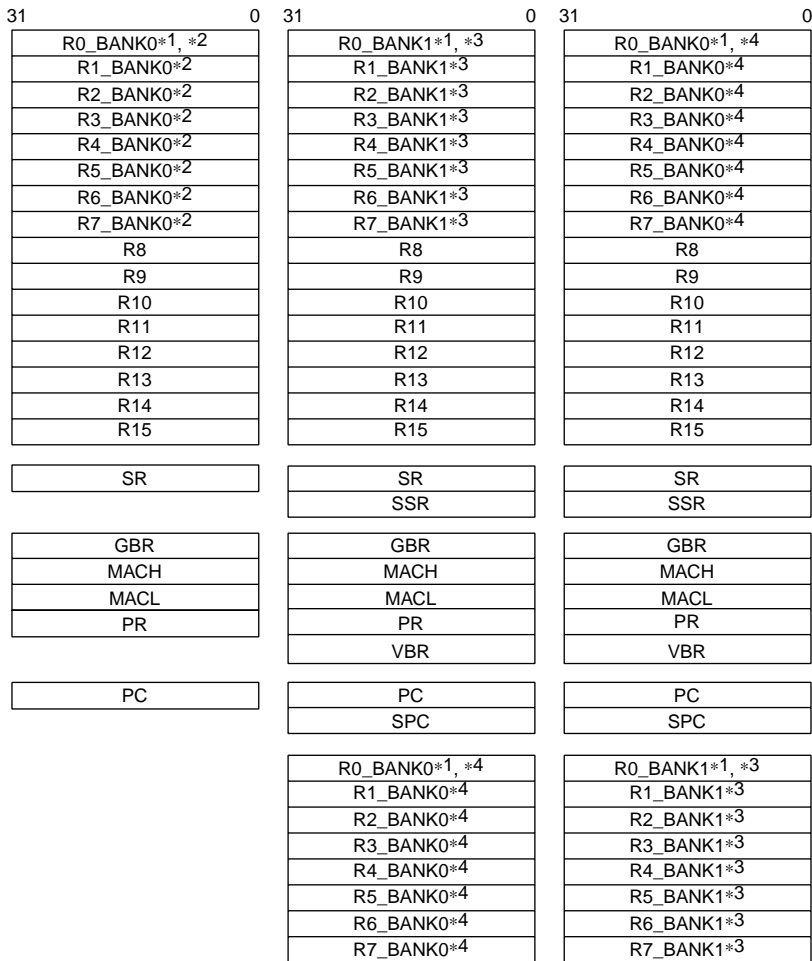 31 0
R0_BANK0*1, *2
R1_BANK0*2
R2_BANK0*2
R3_BANK0*2
R4_BANK0*2
R5_BANK0*2
R6_BANK0*2
R7_BANK0*2
R8
R9
R10
R11
R12
R13
R14
R15
SR
GBR
MACH
MACL
PR
PC
31 0
R0_BANK1*1, *3
R1_BANK1*3
R2_BANK1*3
R3_BANK1*3
R4_BANK1*3
R5_BANK1*3
R6_BANK1*3
R7_BANK1*3
R8
R9
R10
R11
R12
R13
R14
R15
SR
SSR
GBR
MACH
MACL
PR
VBR
PC
SPC
R0_BANK0*1, *4
R1_BANK0*4
R2_BANK0*4
R3_BANK0*4
R4_BANK0*4
R5_BANK0*4
R6_BANK0*4
R7_BANK0*4
31 0
R0_BANK0*1, *4
R1_BANK0*4
R2_BANK0*4
R3_BANK0*4
R4_BANK0*4
R5_BANK0*4
R6_BANK0*4
R7_BANK0*4
R8
R9
R10
R11
R12
R13
R14
R15
SR
SSR
GBR
MACH
MACL
PR
VBR
PC
SPC
R0_BANK1*1, *3
R1_BANK1*3
R2_BANK1*3
R3_BANK1*3
R4_BANK1*3
R5_BANK1*3
R6_BANK1*3
R7_BANK1*3